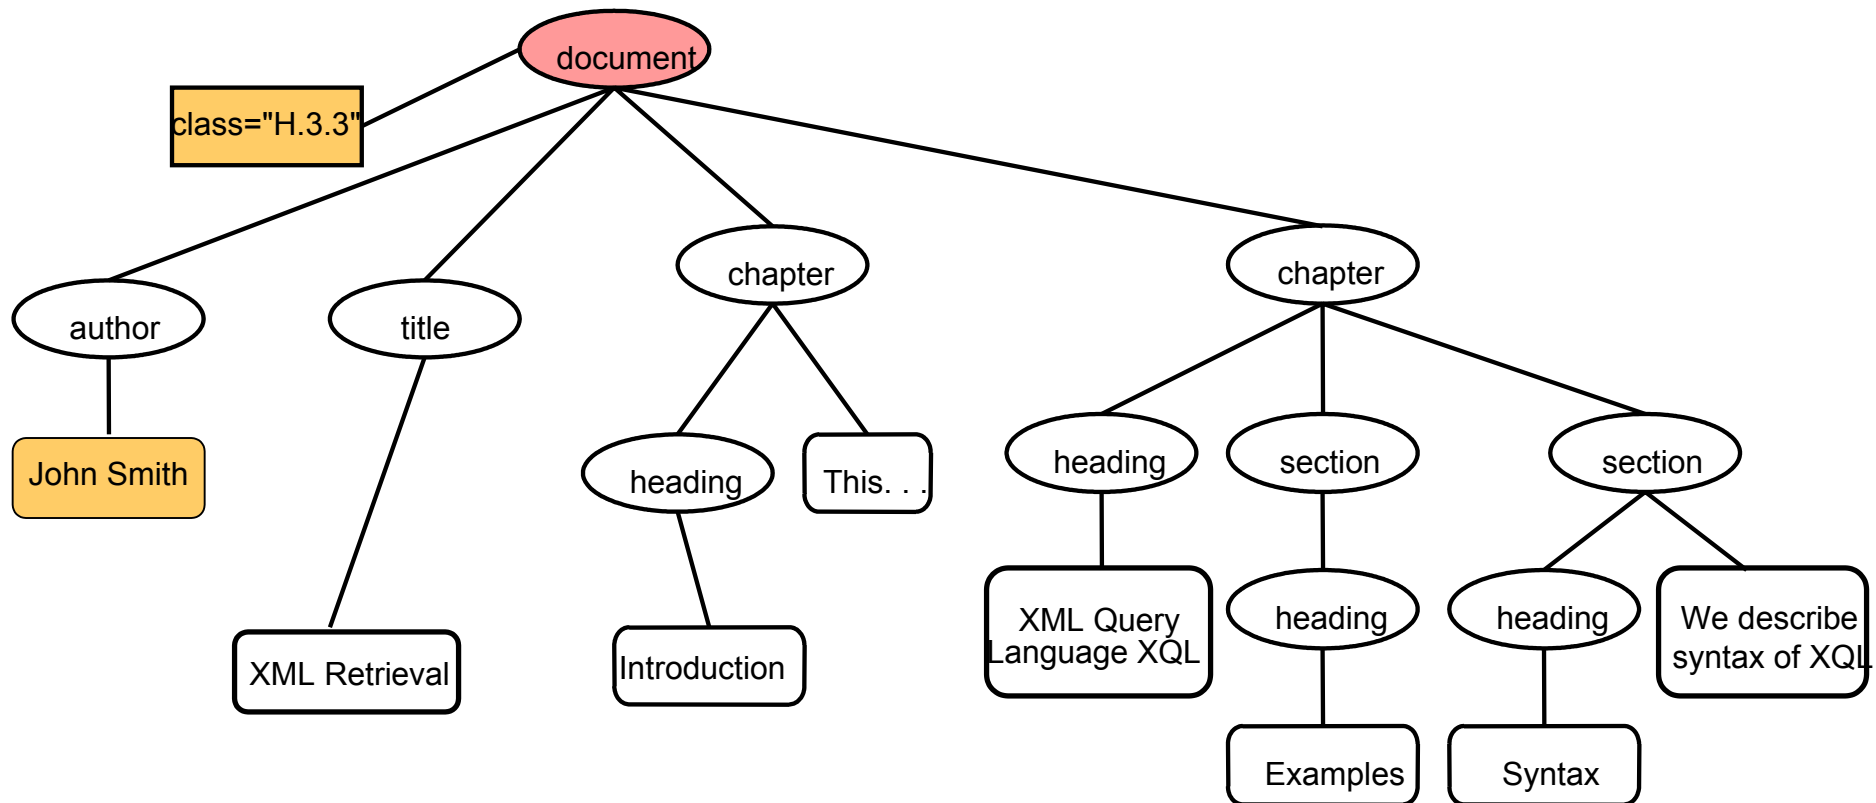 document
class="H.3.3"
chapter
chapter
author
title
heading
section
section
John Smith
heading
This. . .
XML Query
Language XQL
heading
heading
We describe
syntax of XQL
XML Retrieval
Introduction
Examples
Syntax